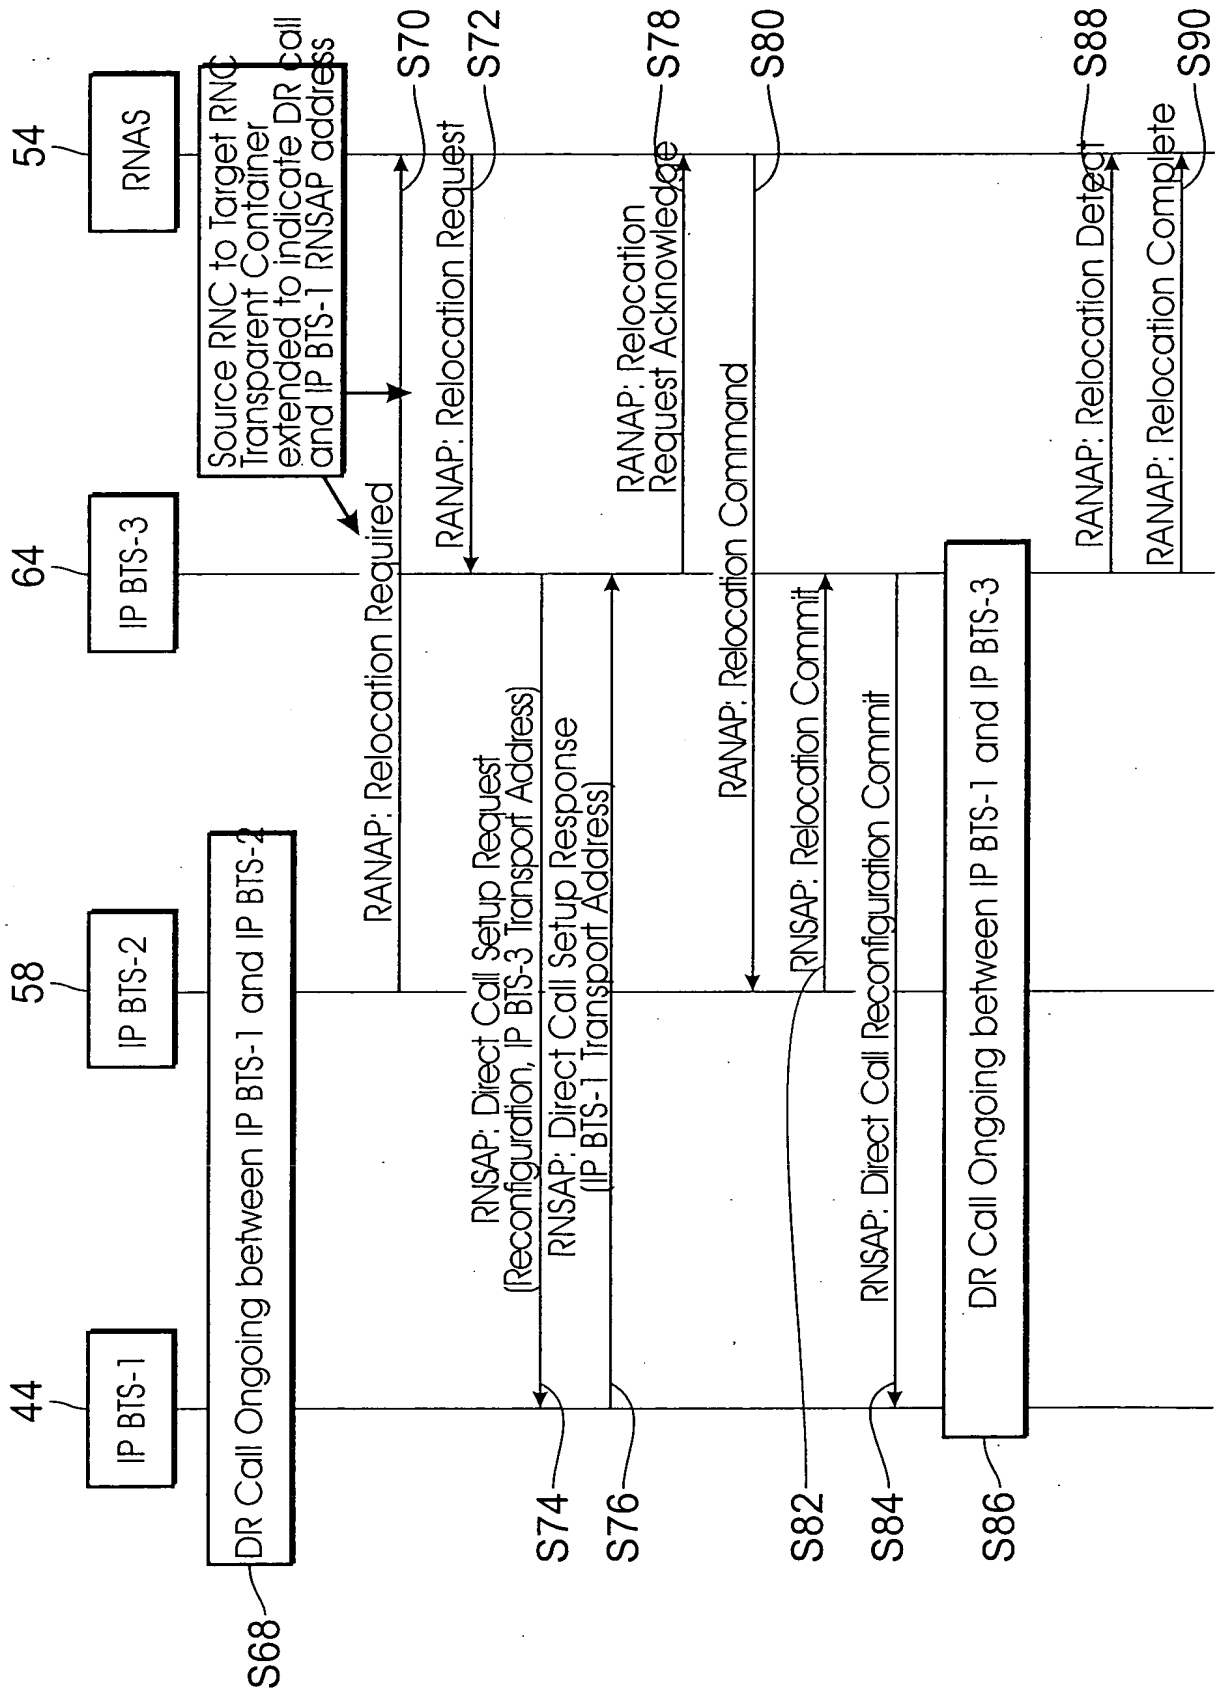 44
58
64
54
IP BTS-1
IP BTS-2
IP BTS-3
RNAS
S68
DR Call Ongoing between IP BTS-1 and IP BTS-2
Source RNC to Target RNC
Transparent Container
extended to indicate DR call
and IP BTS-1 RNSAP address
RANAP: Relocation Required
S70
RANAP: Relocation Request
S72
RNSAP: Direct Call Setup Request
(Reconfiguration, IP BTS-3 Transport Address)
S74
RNSAP: Direct Call Setup Response
(IP BTS-1 Transport Address)
S76
RANAP: Relocation
Request Acknowledge
S78
RANAP: Relocation Command
S80
RNSAP: Relocation Commit
S82
RNSAP: Direct Call Reconfiguration Commit
S84
DR Call Ongoing between IP BTS-1 and IP BTS-3
S86
RANAP: Relocation Detect
S88
RANAP: Relocation Complete
S90